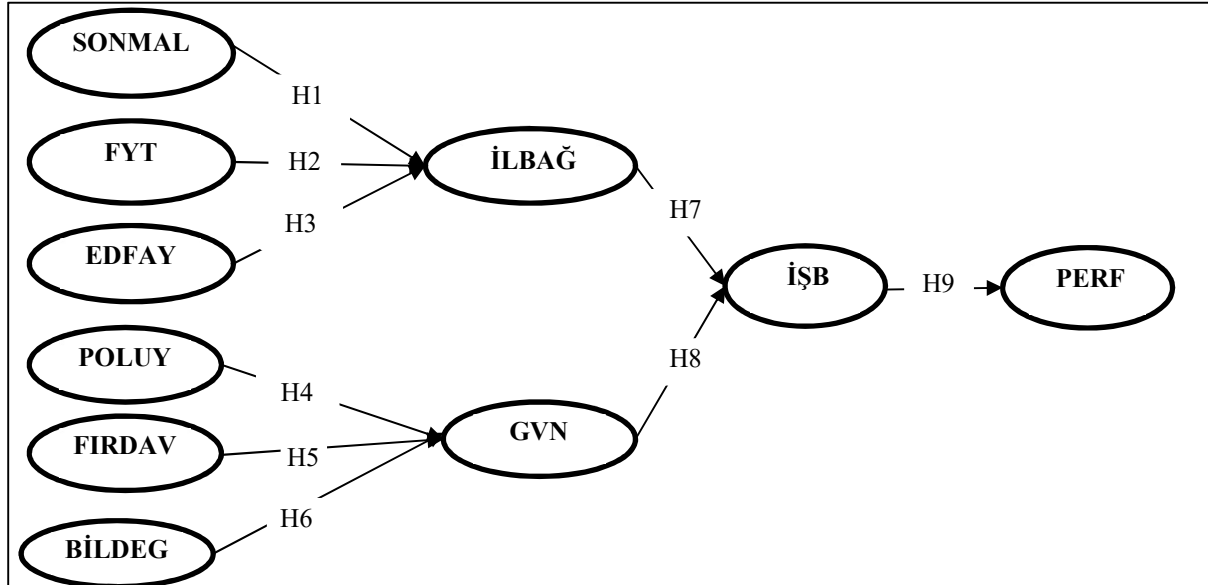 SONMAL
H1
FYT
H2
İLBAĞ
H3
H7
EDFAY
İŞB
H9
PERF
POLUY
H8
H4
FIRDAV
H5
GVN
H6
BİLDEG